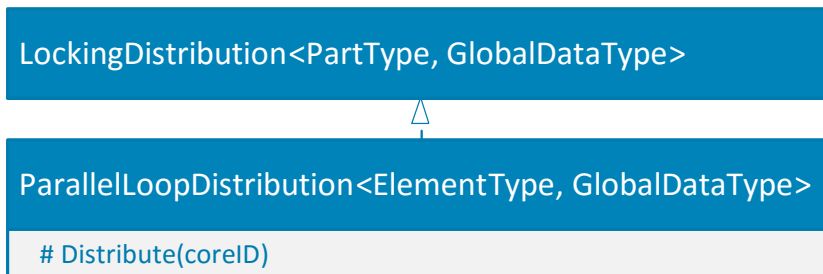 LockingDistribution<PartType, GlobalDataType>
ParallelLoopDistribution<ElementType, GlobalDataType>
# Distribute(coreID)